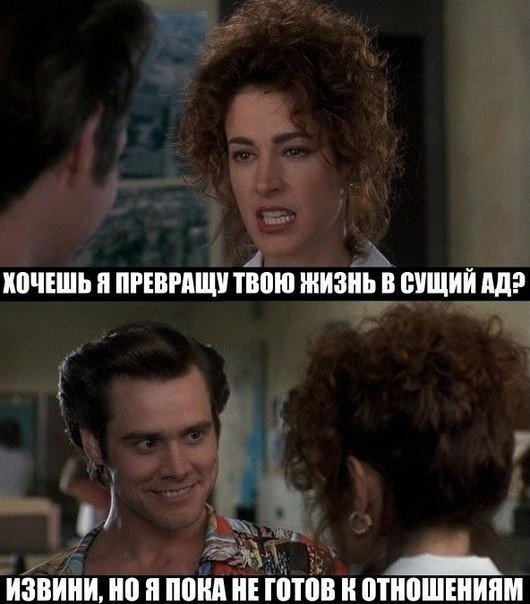 ХОЧЕШЬ Я ПРЕВРАЩУ ТВОЮ ЖИЗНЬ В СУЩИЙ АД?
ИЗВИНИ, НО Я ПОКА НЕ ГОТОВ К ОТНОШЕНИЯМ